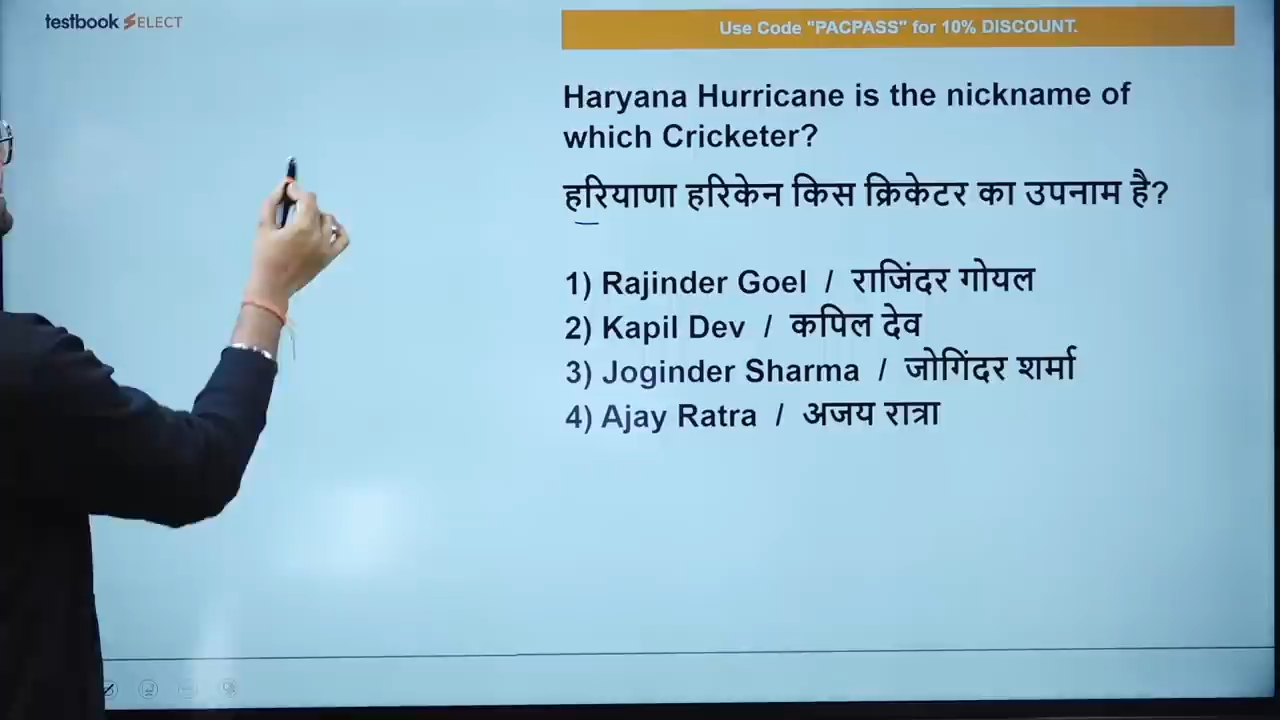 testbook SELECT
Use Code "PACPASS" for 10% DISCOUNT.
Haryana Hurricane is the nickname of
which Cricketer?
हरियाणा हरिकेन किस क्रिकेटर का उपनाम है?
1) Rajinder Goel / राजिंदर गोयल
2) Kapil Dev / कपिल देव
3) Joginder Sharma / जोगिंदर शर्मा
4) Ajay Ratra / अजय रात्रा